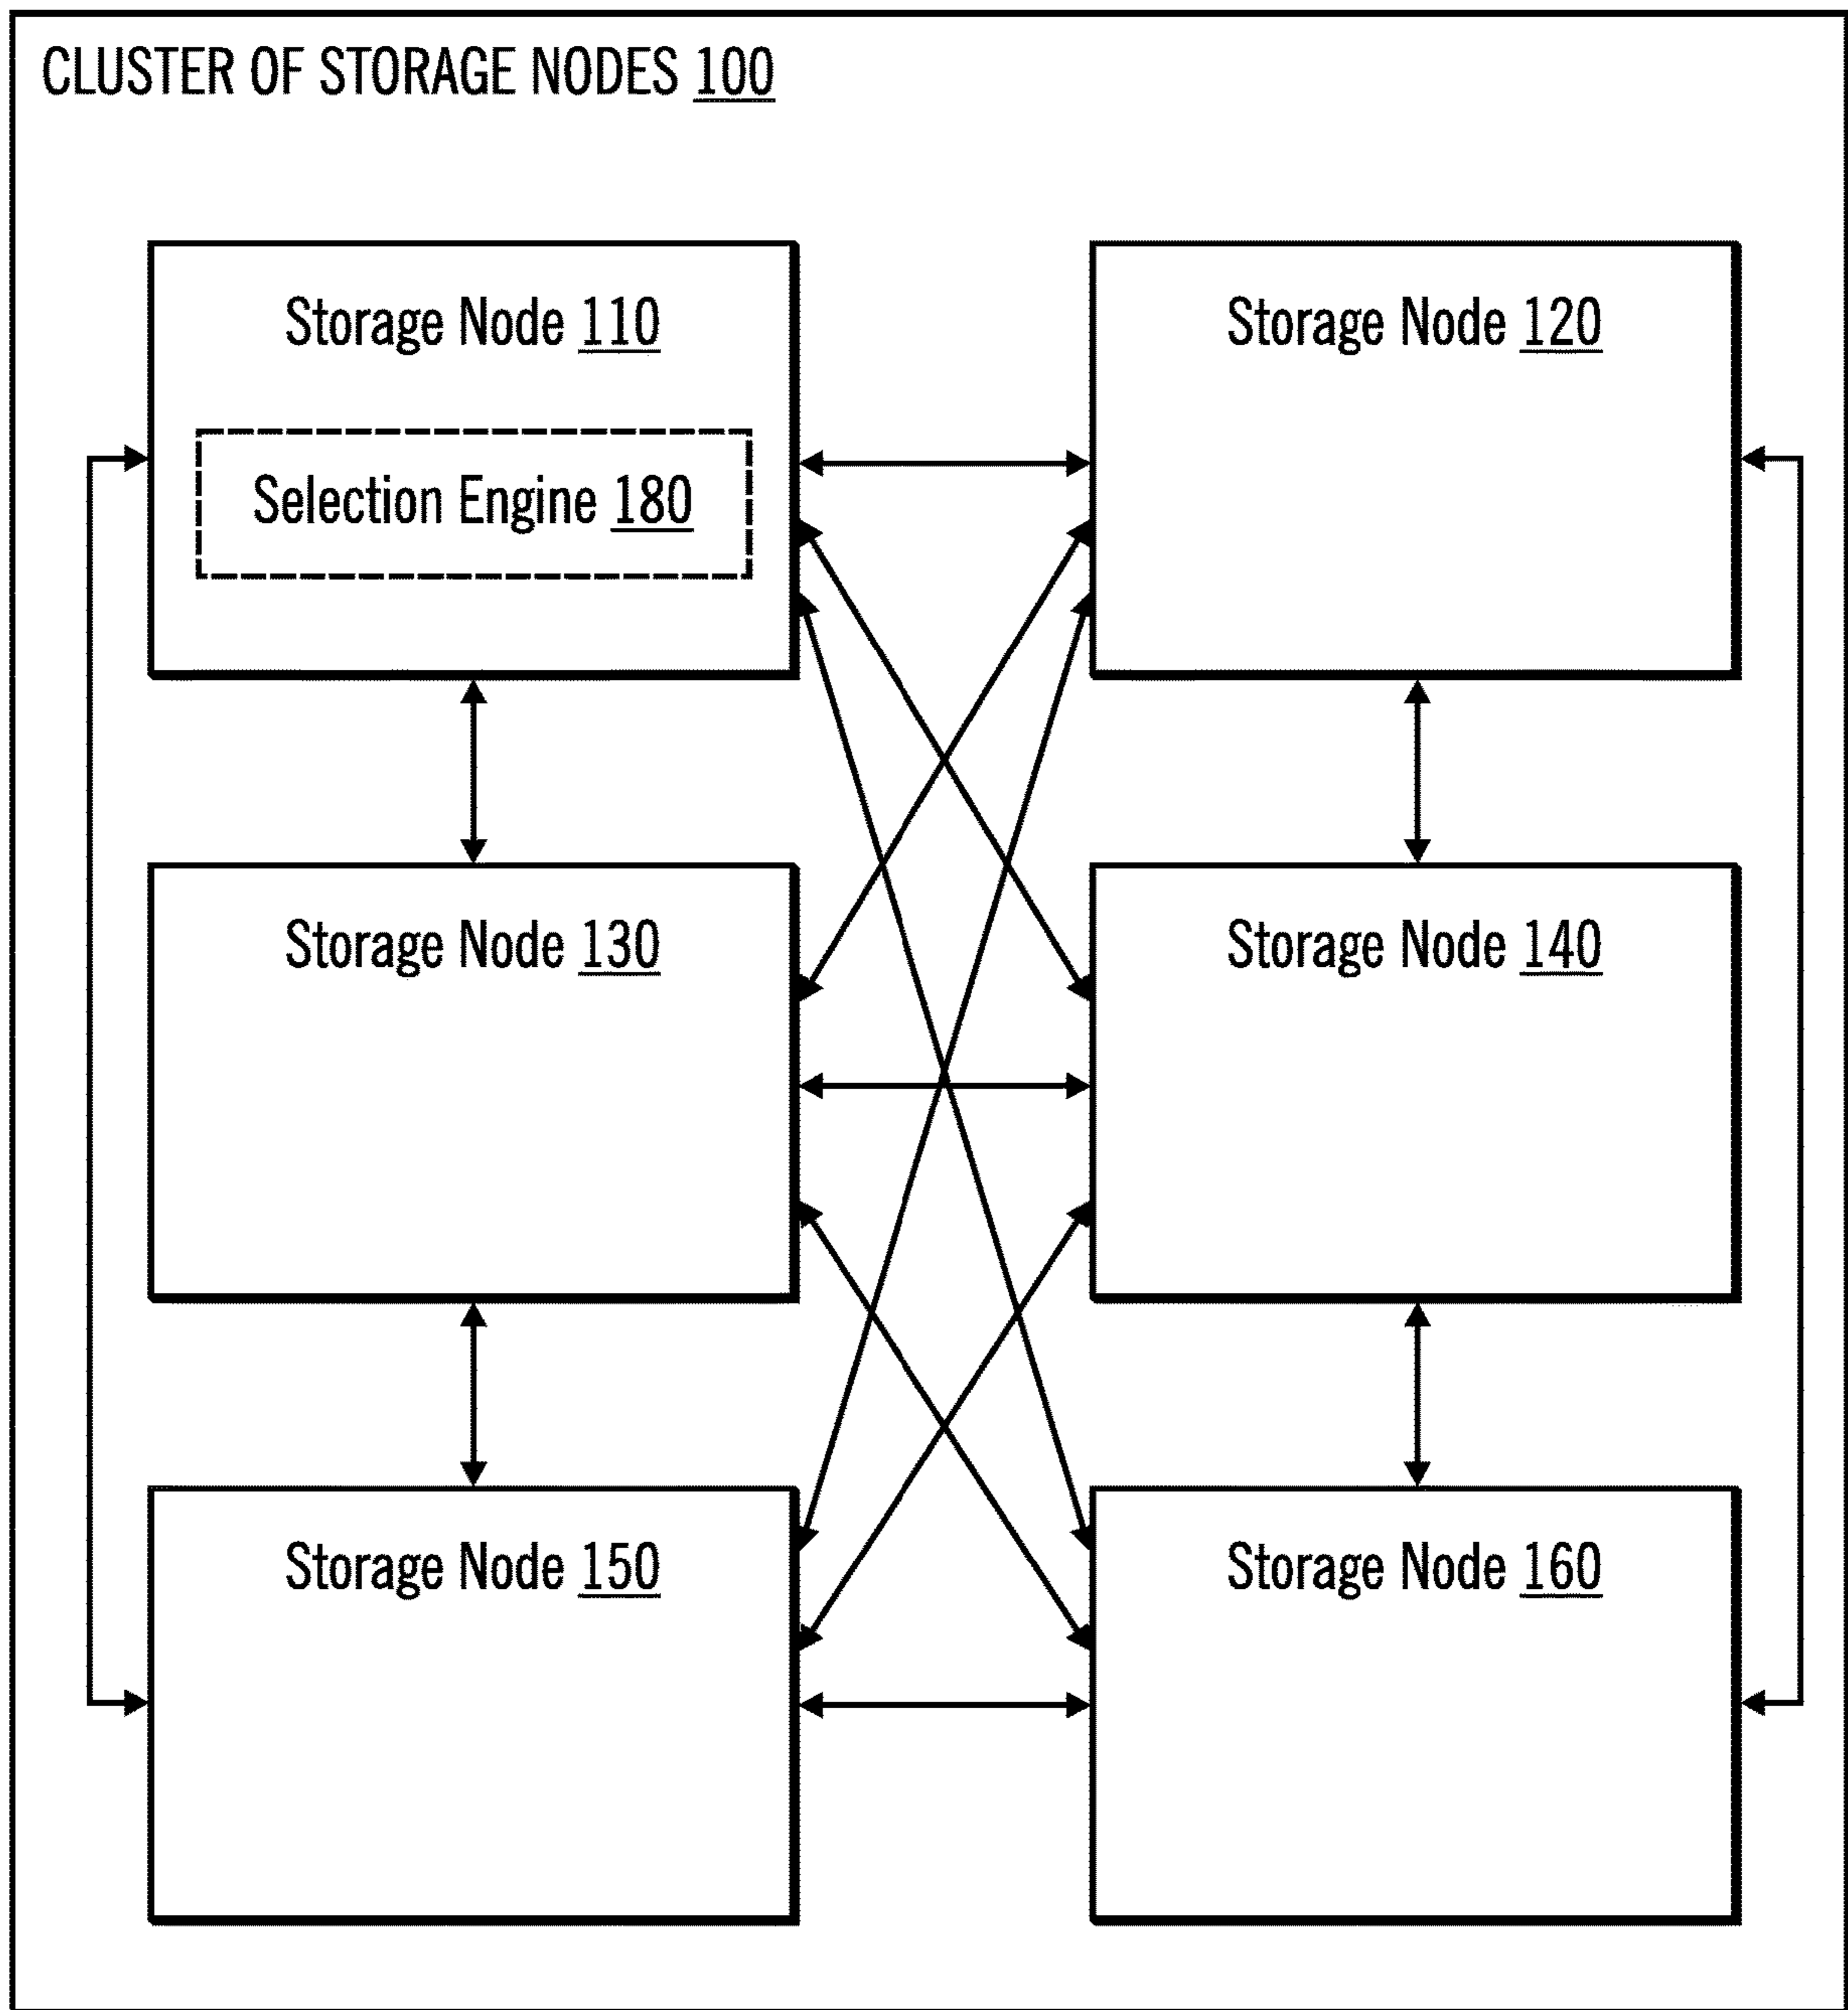 CLUSTER OF STORAGE NODES 100
Storage Node 110
Storage Node 120
Selection Engine 180
Storage Node 130
Storage Node 140
Storage Node 150
Storage Node 160